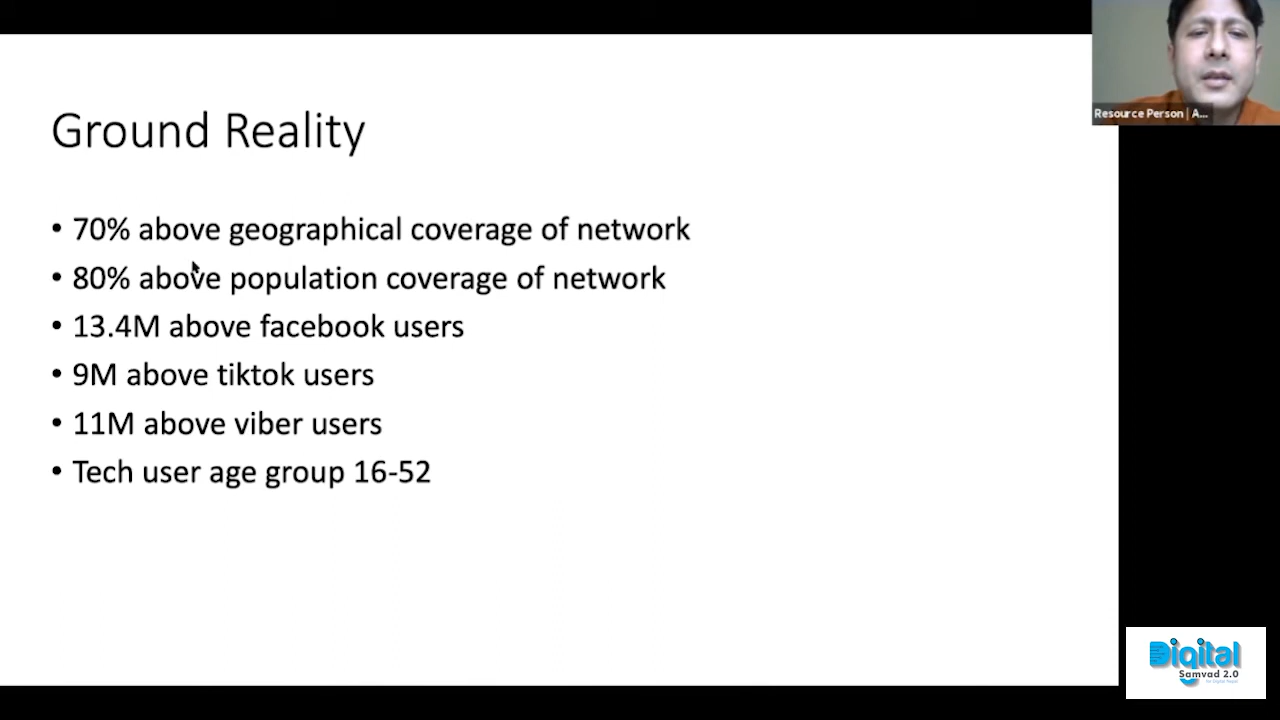 Resource Person | A...
Ground Reality
• 70% above geographical coverage of network
• 80% above population coverage of network
• 13.4M above facebook users
• 9M above tiktok users
• 11M above viber users
• Tech user age group 16-52
Digital
Samvad 2.0